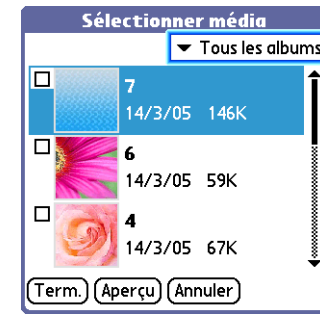 Sélectionner média
Tous les albums
7
14/3/05 146K
6
14/3/05 59K
4
14/3/05 67K
Term. Aperçu Annuler